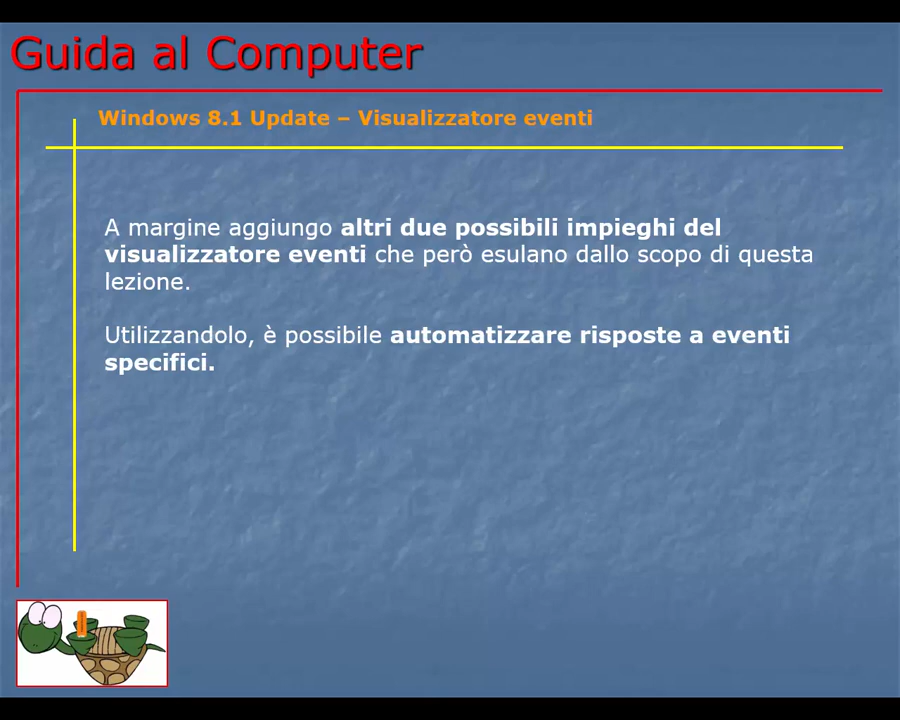 Guida al Computer
Windows 8.1 Update – Visualizzatore eventi
A margine aggiungo altri due possibili impieghi del
visualizzatore eventi che però esulano dallo scopo di questa
lezione.
Utilizzandolo, è possibile automatizzare risposte a eventi
specifici.